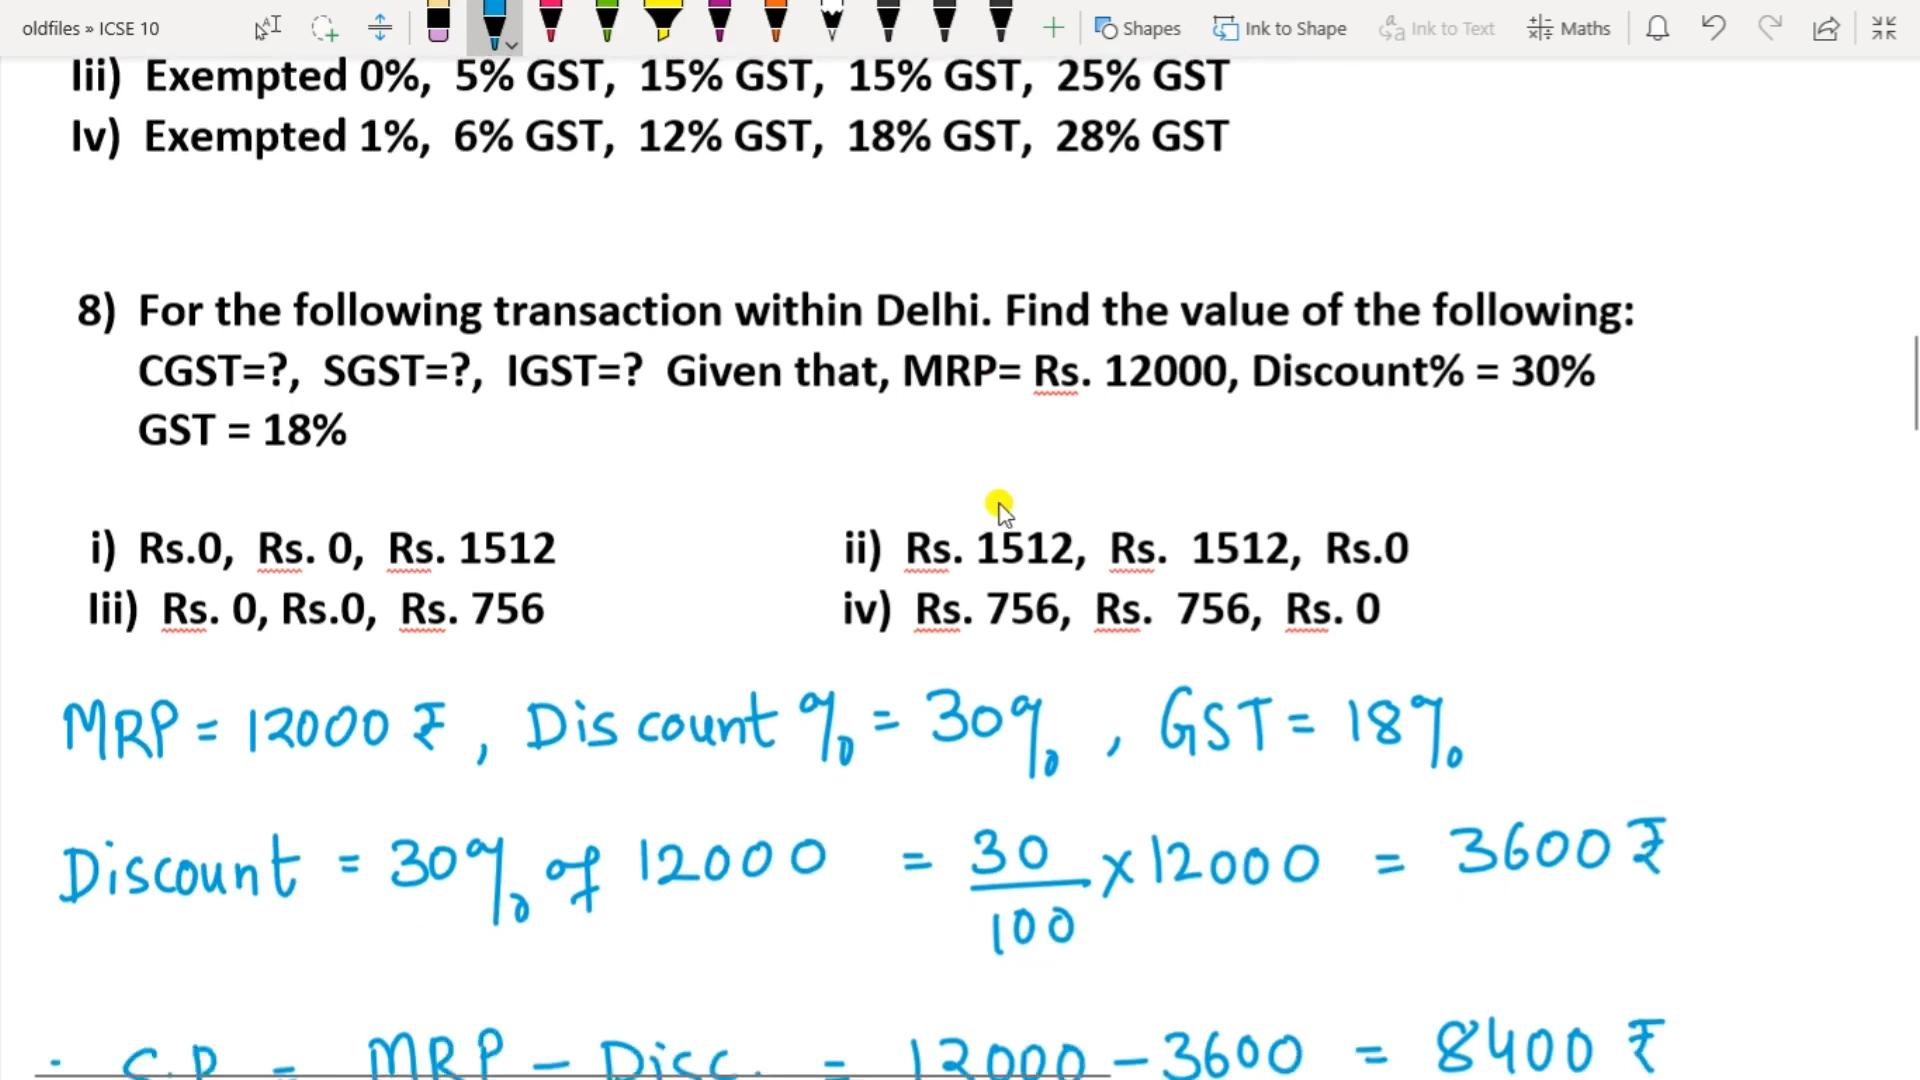 oldfiles » ICSE 10 Shapes Ink to Shape Ink to Text Maths
Iii) Exempted 0%, 5% GST, 15% GST, 15% GST, 25% GST
Iv) Exempted 1%, 6% GST, 12% GST, 18% GST, 28% GST
8) For the following transaction within Delhi. Find the value of the following:
CGST=?, SGST=?, IGST=? Given that, MRP= Rs. 12000, Discount% = 30%
GST = 18%
i) Rs.0, Rs. 0, Rs. 1512 ii) Rs. 1512, Rs. 1512, Rs.0
Iii) Rs. 0, Rs.0, Rs. 756 iv) Rs. 756, Rs. 756, Rs. 0
MRP = 12000 ₹, Discount % = 30%, GST = 18%
Discount = 30% of 12000 = 30/100 × 12000 = 3600 ₹
S.P = MRP - Disc. = 12000 - 3600 = 8400 ₹